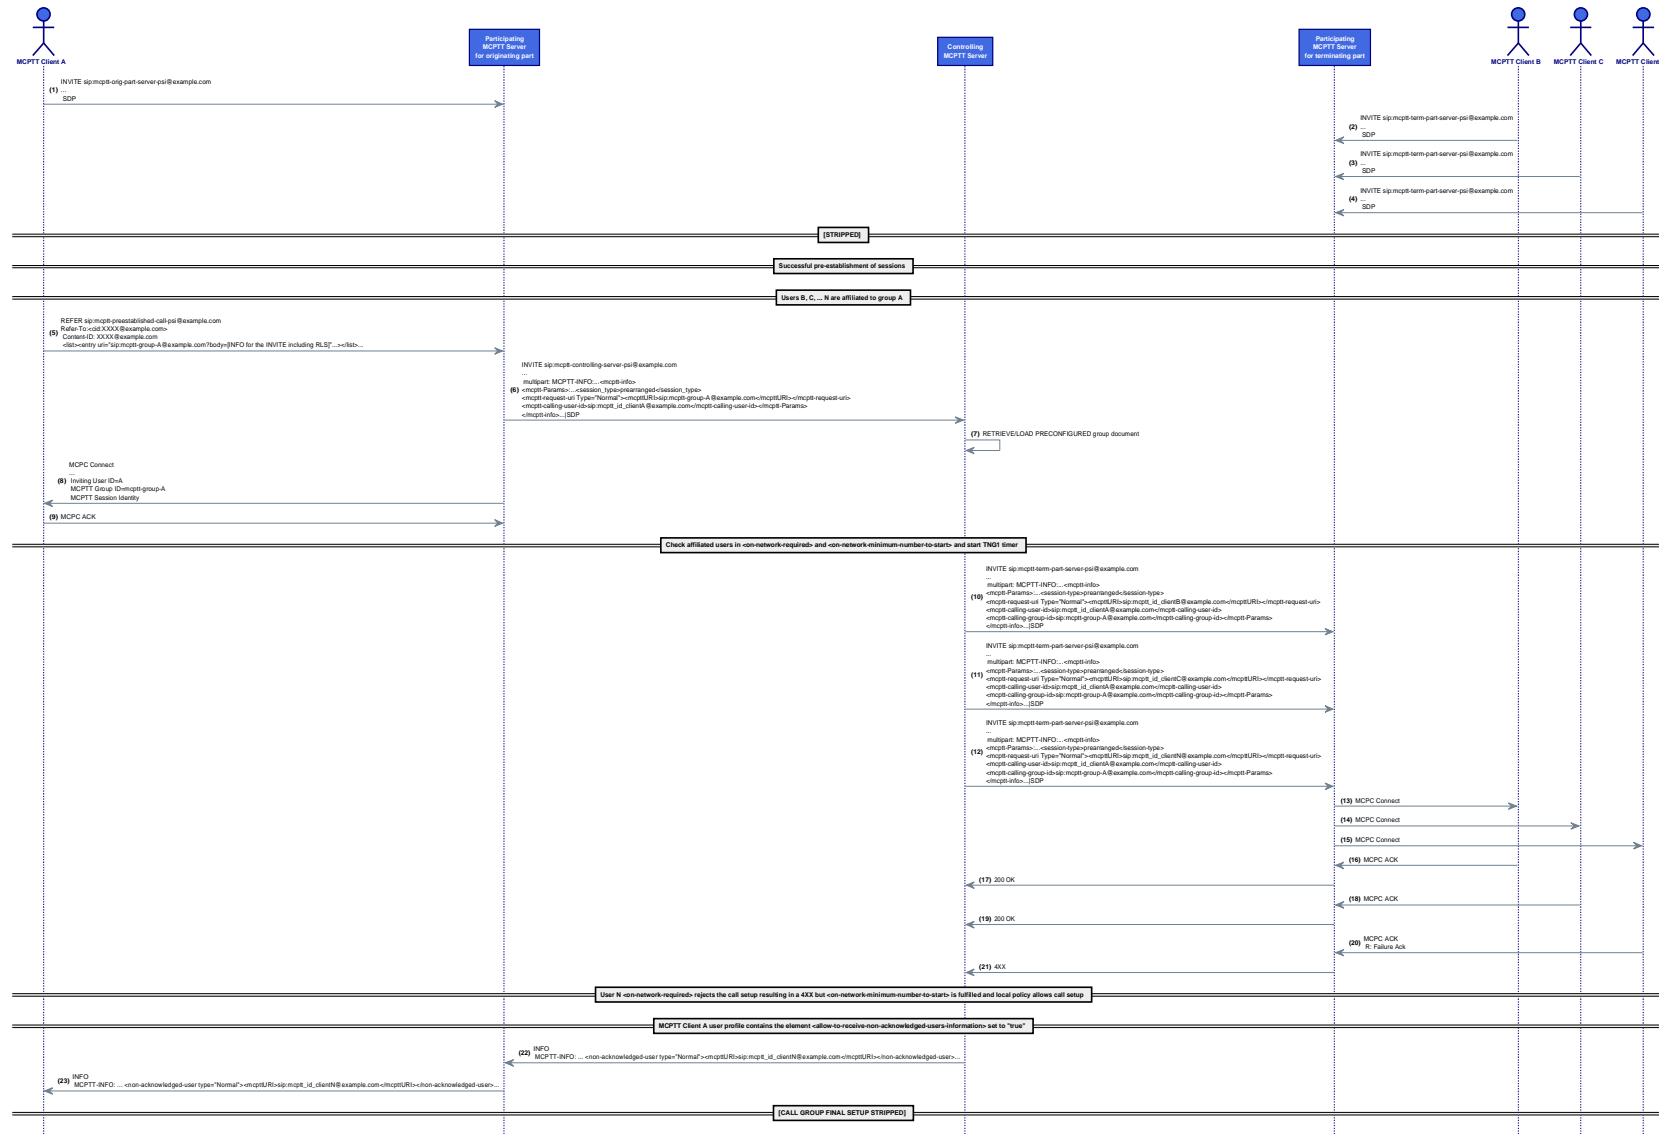 MCPTT Client A
Participating
MCPTT Server
for originating part
Controlling
MCPTT Server
Participating
MCPTT Server
for terminating part
MCPTT Client B
MCPTT Client C
MCPTT Client
INVITE sip:mcptt-orig-part-server-psi@example.com
(1) ...
SDP
INVITE sip:mcptt-term-part-server-psi@example.com
(2) ...
SDP
INVITE sip:mcptt-term-part-server-psi@example.com
(3) ...
SDP
INVITE sip:mcptt-term-part-server-psi@example.com
(4) ...
SDP
[STRIPPED]
Successful pre-establishment of sessions
Users B, C, ... N are affiliated to group A
REFER sip:mcptt-preestablished-call-psi@example.com
Refer-To:<cid:XXXX@example.com>
(5) Content-ID: XXXX@example.com
<list><entry uri="sip:mcptt-group-A@example.com?body=[INFO for the INVITE including RLS]"...></list>...
INVITE sip:mcptt-controlling-server-psi@example.com
...
multipart: MCPTT-INFO:...<mcptt-info>
(6) <mcptt-Params>:...<session_type>prearranged</session_type>
<mcptt-request-uri Type="Normal"><mcpttURI>sip:mcptt-group-A@example.com</mcpttURI></mcptt-request-uri>
<mcptt-calling-user-id>sip:mcptt_id_clientA@example.com</mcptt-calling-user-id></mcptt-Params>
</mcptt-info>...|SDP
(7) RETRIEVE/LOAD PRECONFIGURED group document
MCPC Connect
...
(8) Inviting User ID=A
MCPTT Group ID=mcptt-group-A
MCPTT Session Identity
(9) MCPC ACK
Check affiliated users in <on-network-required> and <on-network-minimum-number-to-start> and start TNG1 timer
INVITE sip:mcptt-term-part-server-psi@example.com
...
multipart: MCPTT-INFO:...<mcptt-info>
(10) <mcptt-Params>:...<session-type>prearranged</session-type>
<mcptt-request-uri Type="Normal"><mcpttURI>sip:mcptt_id_clientB@example.com</mcpttURI></mcptt-request-uri>
<mcptt-calling-user-id>sip:mcptt_id_clientA@example.com</mcptt-calling-user-id>
<mcptt-calling-group-id>sip:mcptt-group-A@example.com</mcptt-calling-group-id></mcptt-Params>
</mcptt-info>...|SDP
INVITE sip:mcptt-term-part-server-psi@example.com
...
multipart: MCPTT-INFO:...<mcptt-info>
(11) <mcptt-Params>:...<session-type>prearranged</session-type>
<mcptt-request-uri Type="Normal"><mcpttURI>sip:mcptt_id_clientC@example.com</mcpttURI></mcptt-request-uri>
<mcptt-calling-user-id>sip:mcptt_id_clientA@example.com</mcptt-calling-user-id>
<mcptt-calling-group-id>sip:mcptt-group-A@example.com</mcptt-calling-group-id></mcptt-Params>
</mcptt-info>...|SDP
INVITE sip:mcptt-term-part-server-psi@example.com
...
multipart: MCPTT-INFO:...<mcptt-info>
(12) <mcptt-Params>:...<session-type>prearranged</session-type>
<mcptt-request-uri Type="Normal"><mcpttURI>sip:mcptt_id_clientN@example.com</mcpttURI></mcptt-request-uri>
<mcptt-calling-user-id>sip:mcptt_id_clientA@example.com</mcptt-calling-user-id>
<mcptt-calling-group-id>sip:mcptt-group-A@example.com</mcptt-calling-group-id></mcptt-Params>
</mcptt-info>...|SDP
(13) MCPC Connect
(14) MCPC Connect
(15) MCPC Connect
(16) MCPC ACK
(17) 200 OK
(18) MCPC ACK
(19) 200 OK
(20) MCPC ACK
R: Failure Ack
(21) 4XX
User N <on-network-required> rejects the call setup resulting in a 4XX but <on-network-minimum-number-to-start> is fulfilled and local policy allows call setup
MCPTT Client A user profile contains the element <allow-to-receive-non-acknowledged-users-information> set to "true"
(22) INFO
MCPTT-INFO: ... <non-acknowledged-user type="Normal"><mcpttURI>sip:mcptt_id_clientN@example.com</mcpttURI></non-acknowledged-user>...
(23) INFO
MCPTT-INFO: ... <non-acknowledged-user type="Normal"><mcpttURI>sip:mcptt_id_clientN@example.com</mcpttURI></non-acknowledged-user>...
[CALL GROUP FINAL SETUP STRIPPED]